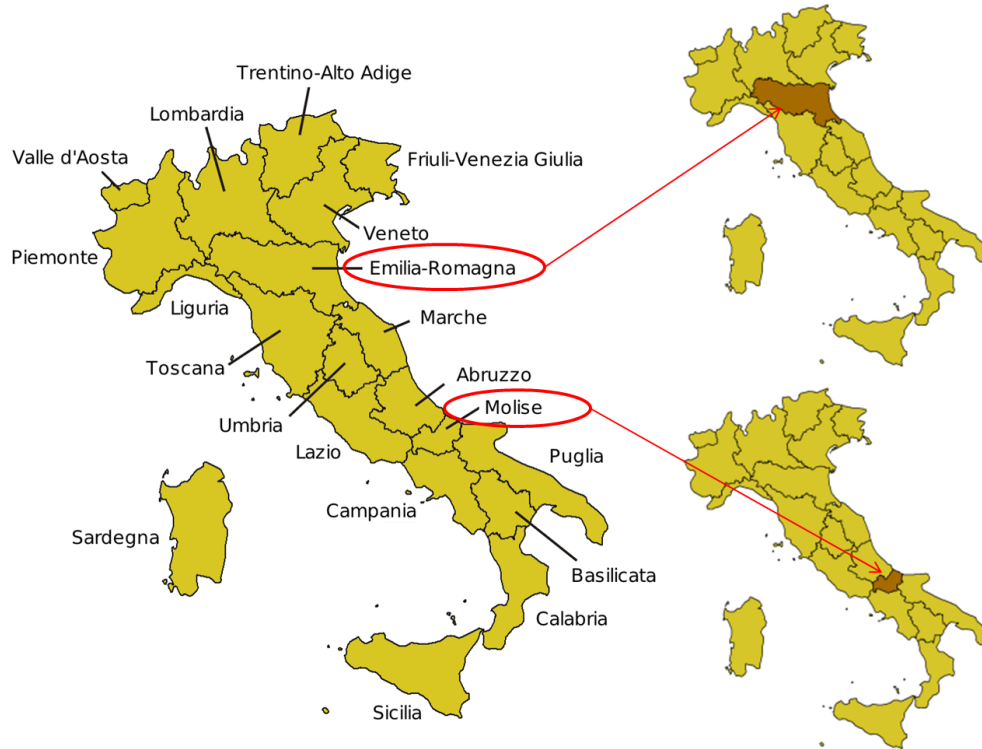 Trentino-Alto Adige
Lombardia
Valle d'Aosta
Friuli-Venezia Giulia
Veneto
Piemonte
Emilia-Romagna
Liguria
Marche
Toscana
Abruzzo
Molise
Umbria
Lazio
Puglia
Campania
Sardegna
Basilicata
Calabria
Sicilia